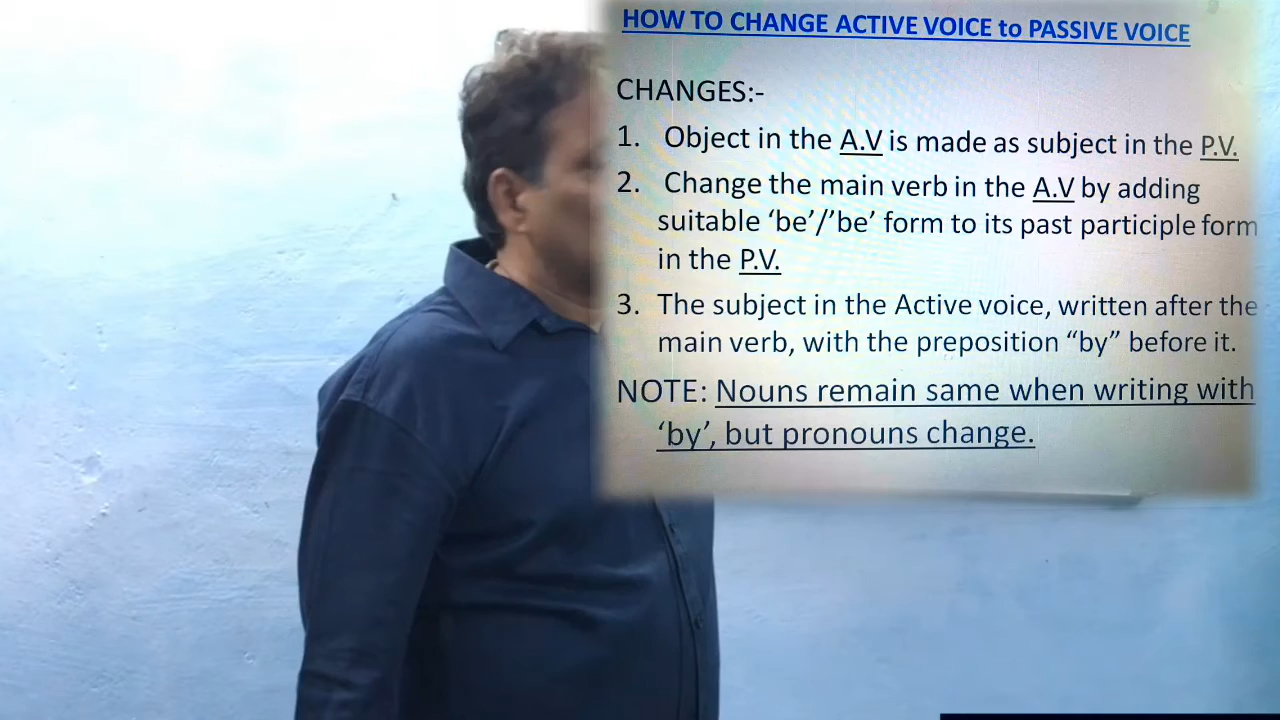 HOW TO CHANGE ACTIVE VOICE to PASSIVE VOICE
CHANGES:-
1. Object in the A.V is made as subject in the P.V.
2. Change the main verb in the A.V by adding
suitable ‘be’/’be’ form to its past participle form
in the P.V.
3. The subject in the Active voice, written after the
main verb, with the preposition “by” before it.
NOTE: Nouns remain same when writing with
‘by’, but pronouns change.